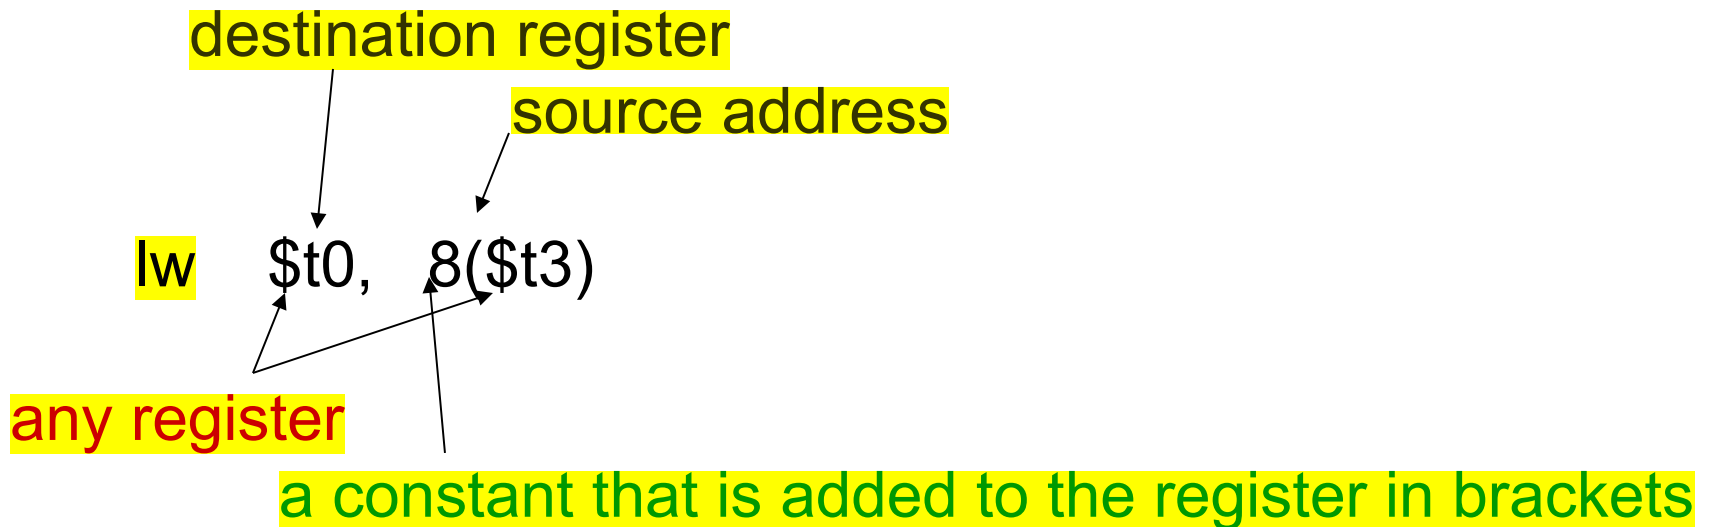 destination register
source address
lw $t0, 8($t3)
any register
a constant that is added to the register in brackets